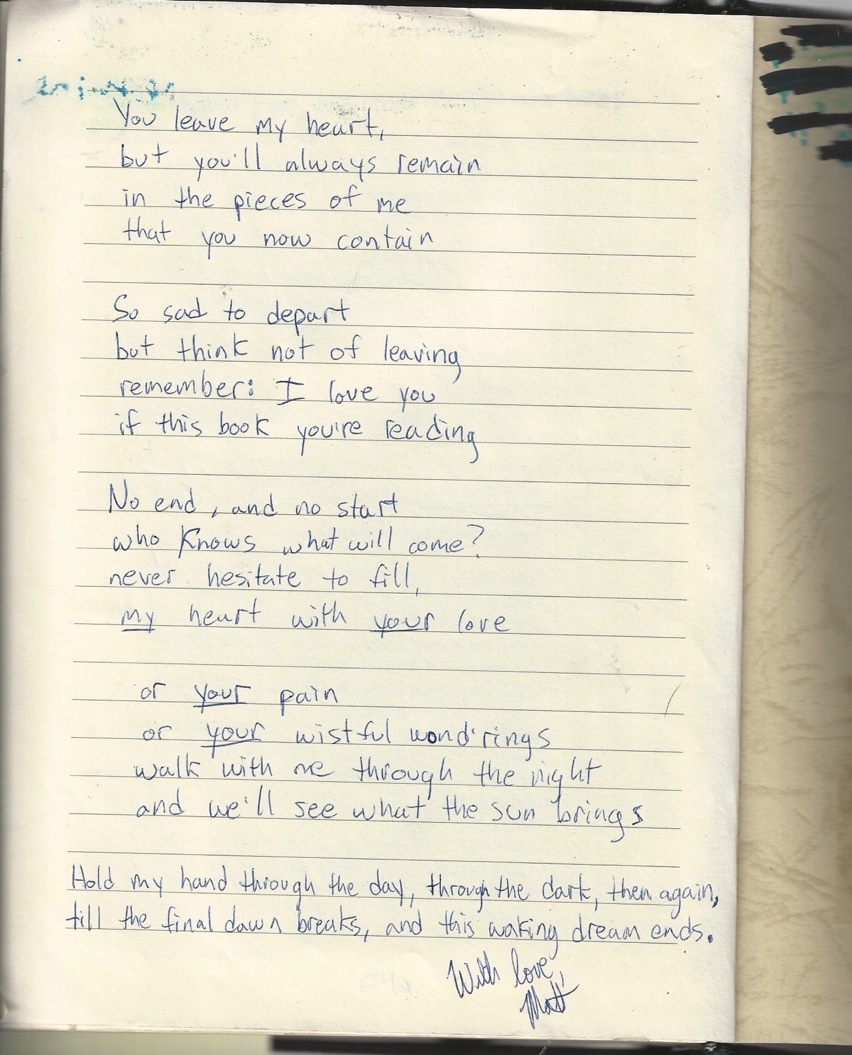 You leave my heart,
but you'll always remain
in the pieces of me
that you now contain
So sad to depart
but think not of leaving
remember: I love you
if this book you're reading
No end, and no start
who knows what will come?
never hesitate to fill,
my heart with your love
or your pain
or your wistful wond'rings
walk with me through the night
and we'll see what the sun brings
Hold my hand through the day, through the dark, then again,
till the final dawn breaks, and this waking dream ends.
With love,
Matt